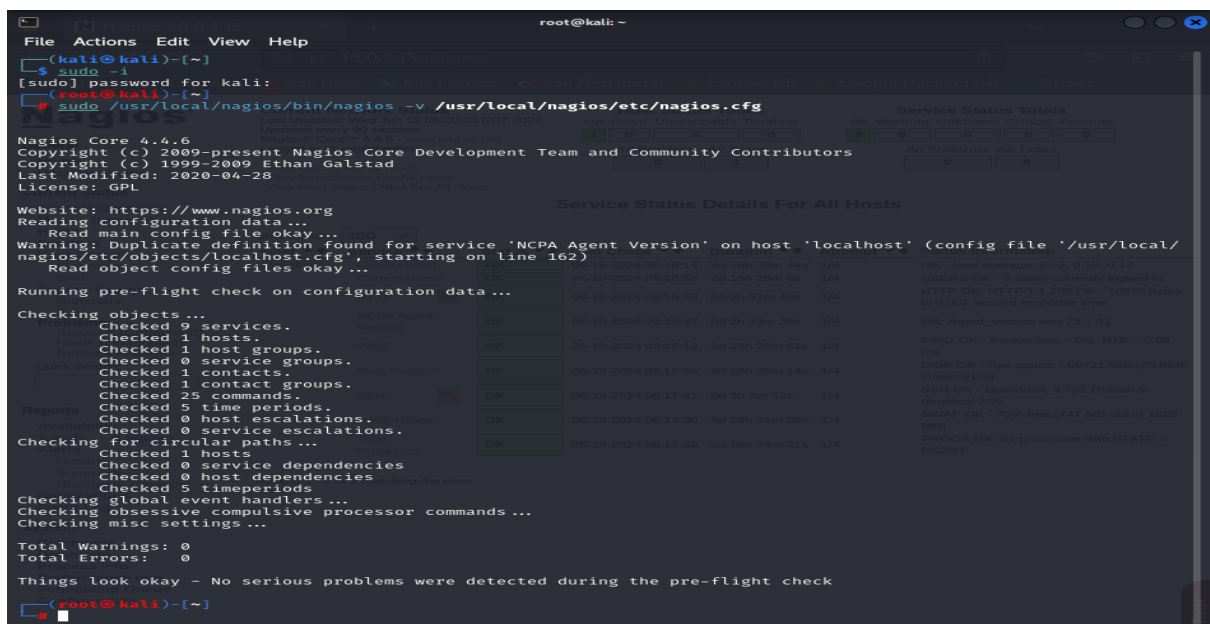 root@kali: ~
File Actions Edit View Help
(kali㉿kali)-[~]
$ sudo -i
[sudo] password for kali:
(root㉿kali)-[~]
# sudo /usr/local/nagios/bin/nagios -v /usr/local/nagios/etc/nagios.cfg
Nagios Core 4.4.6
Copyright (c) 2009-present Nagios Core Development Team and Community Contributors
Copyright (c) 1999-2009 Ethan Galstad
Last Modified: 2020-04-28
License: GPL
Website: https://www.nagios.org
Reading configuration data...
Read main config file okay...
Warning: Duplicate definition found for service 'NCPA Agent Version' on host 'localhost' (config file '/usr/local/
nagios/etc/objects/localhost.cfg', starting on line 162)
Read object config files okay...
Running pre-flight check on configuration data...
Checking objects...
Checked 9 services.
Checked 1 hosts.
Checked 1 host groups.
Checked 0 service groups.
Checked 1 contacts.
Checked 1 contact groups.
Checked 25 commands.
Checked 5 time periods.
Checked 0 host escalations.
Checked 0 service escalations.
Checking for circular paths...
Checked 1 hosts
Checked 0 service dependencies
Checked 0 host dependencies
Checked 5 timeperiods
Checking global event handlers...
Checking obsessive compulsive processor commands...
Checking misc settings...
Total Warnings: 0
Total Errors: 0
Things look okay - No serious problems were detected during the pre-flight check
(root㉿kali)-[~]
#